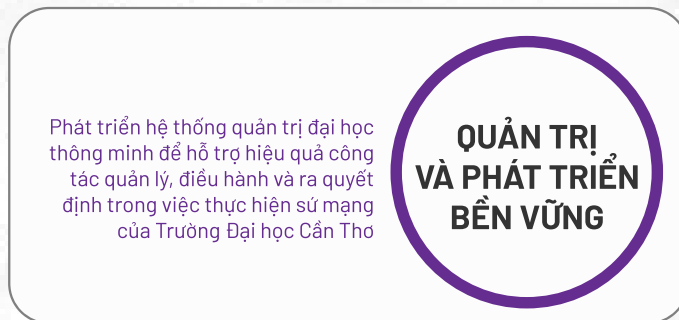 Phát triển hệ thống quản trị đại học
thông minh để hỗ trợ hiệu quả công
tác quản lý, điều hành và ra quyết
định trong việc thực hiện sứ mạng
của Trường Đại học Cần Thơ
QUẢN TRỊ
VÀ PHÁT TRIỂN
BỀN VỮNG